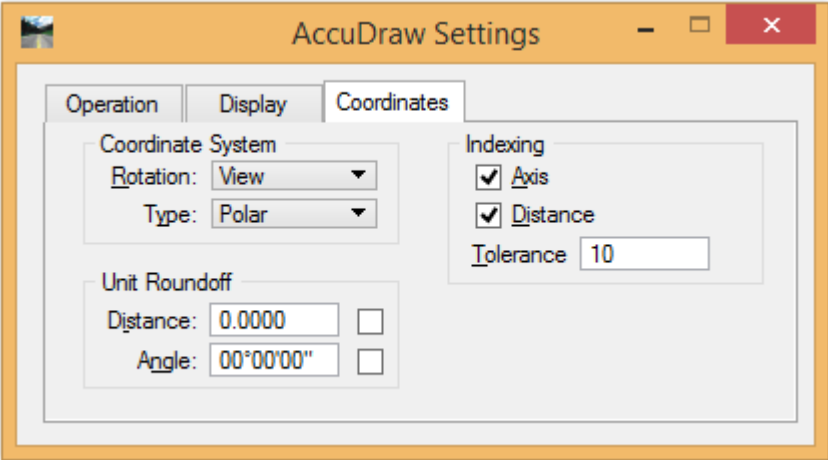 AccuDraw Settings
Operation
Display
Coordinates
Coordinate System
Rotation: View
Type: Polar
Unit Roundoff
Distance: 0.0000
Angle: 00°00'00"
Indexing
Axis
Distance
Tolerance 10